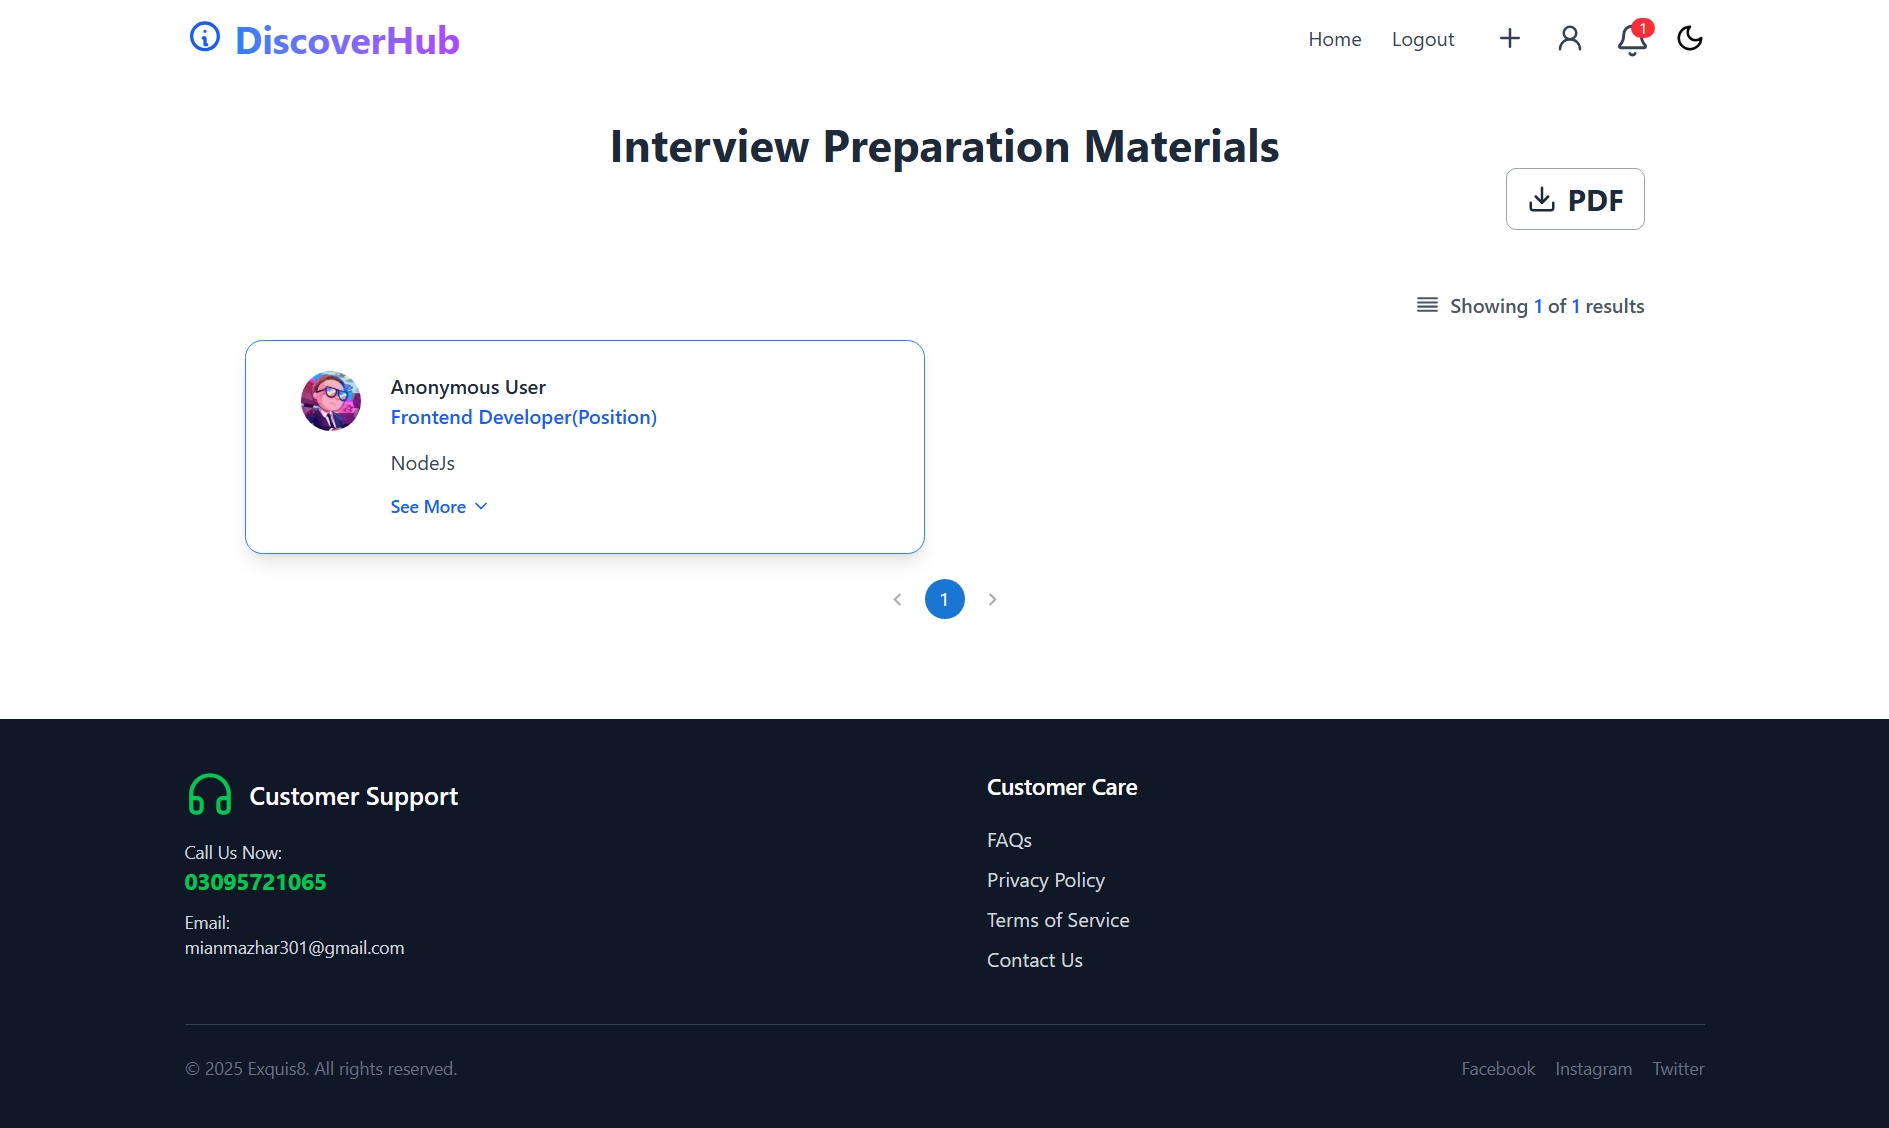 DiscoverHub
Home Logout 1
Interview Preparation Materials
PDF
Showing 1 of 1 results
Anonymous User
Frontend Developer(Position)
NodeJs
See More
1
Customer Support
Call Us Now:
03095721065
Email:
mianmazhar301@gmail.com
Customer Care
FAQs
Privacy Policy
Terms of Service
Contact Us
© 2025 Exquis8. All rights reserved.
Facebook Instagram Twitter